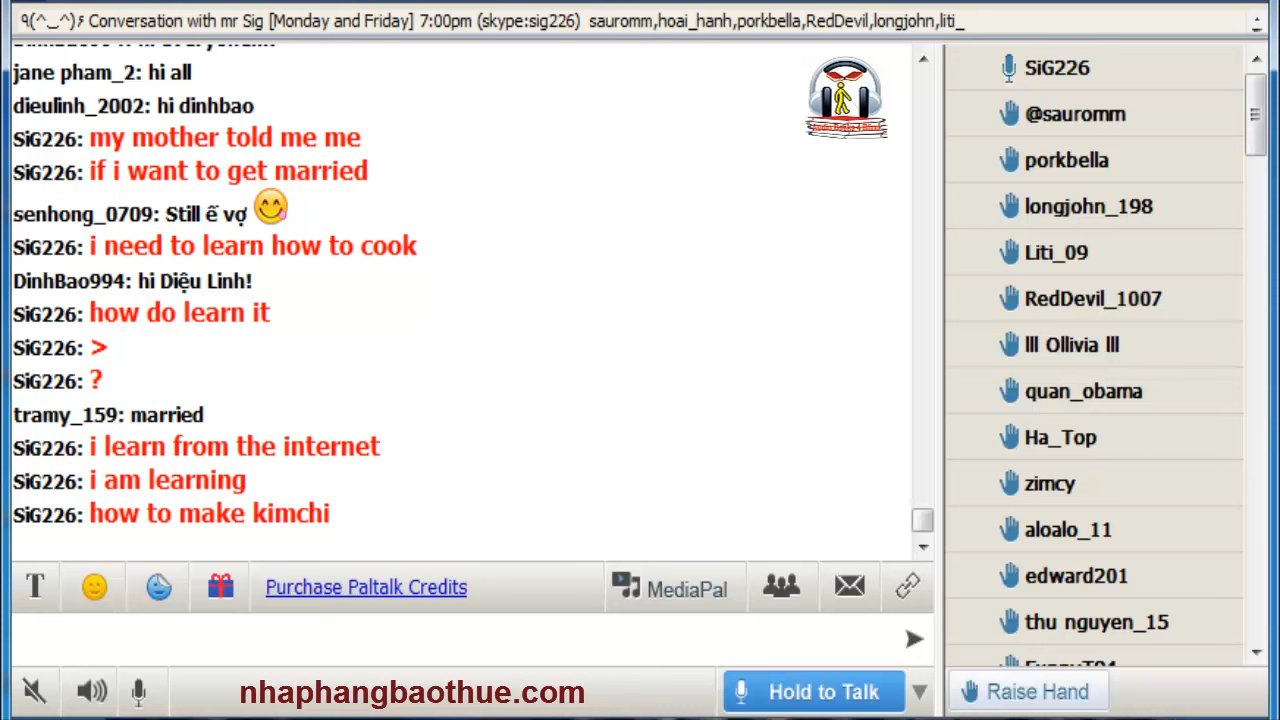 ٩(^‿^)۶ Conversation with mr Sig [Monday and Friday] 7:00pm (skype:sig226) sauromm,hoai_hanh,porkbella,RedDevil,longjohn,liti_
jane pham_2: hi all
dieulinh_2002: hi dinhbao
SiG226: my mother told me me
SiG226: if i want to get married
senhong_0709: Still ế vợ
SiG226: i need to learn how to cook
DinhBao994: hi Diệu Linh!
SiG226: how do learn it
SiG226: >
SiG226: ?
tramy_159: married
SiG226: i learn from the internet
SiG226: i am learning
SiG226: how to make kimchi
T
Purchase Paltalk Credits
MediaPal
nhaphangbaothue.com
Hold to Talk
SiG226
@sauromm
porkbella
longjohn_198
Liti_09
RedDevil_1007
lll Ollivia lll
quan_obama
Ha_Top
zimcy
aloalo_11
edward201
thu nguyen_15
Raise Hand